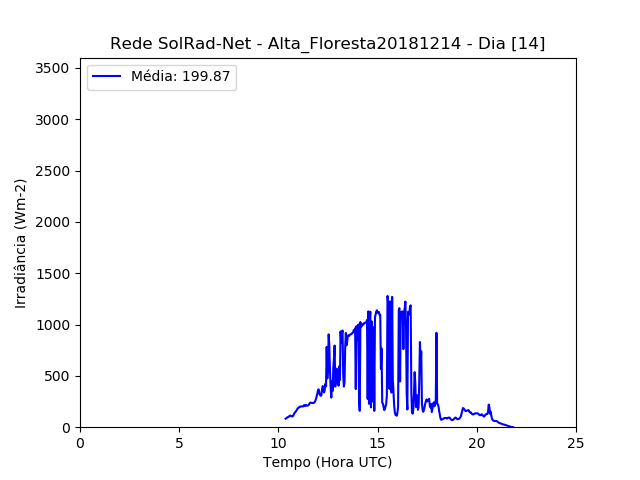 Rede SolRad-Net - Alta_Floresta20181214 - Dia [14]
Média: 199.87
3500
3000
2500
2000
1500
1000
500
0
Irradiância (Wm-2)
0 5 10 15 20 25
Tempo (Hora UTC)